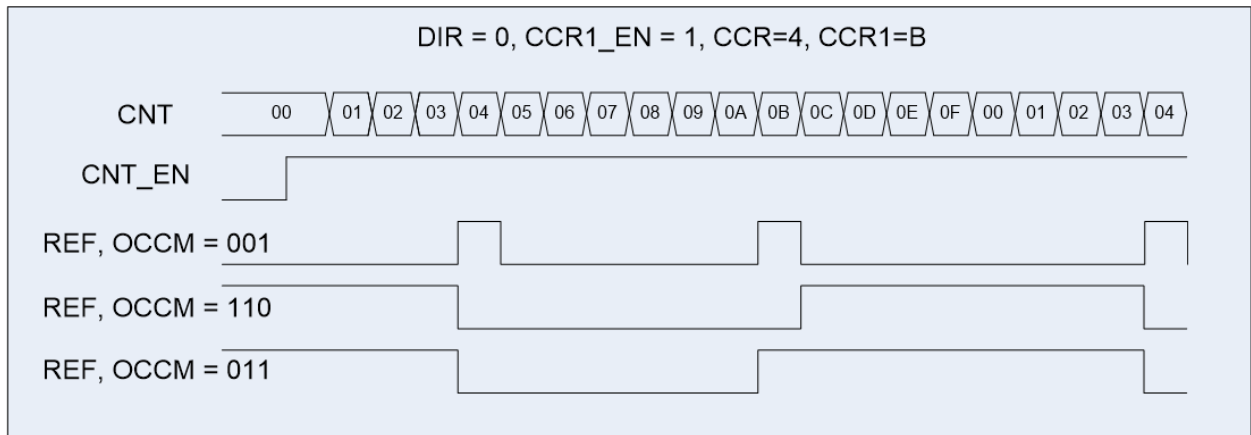 DIR = 0, CCR1_EN = 1, CCR=4, CCR1=B
CNT 00 01 02 03 04 05 06 07 08 09 0A 0B 0C 0D 0E 0F 00 01 02 03 04
CNT_EN
REF, OCCM = 001
REF, OCCM = 110
REF, OCCM = 011